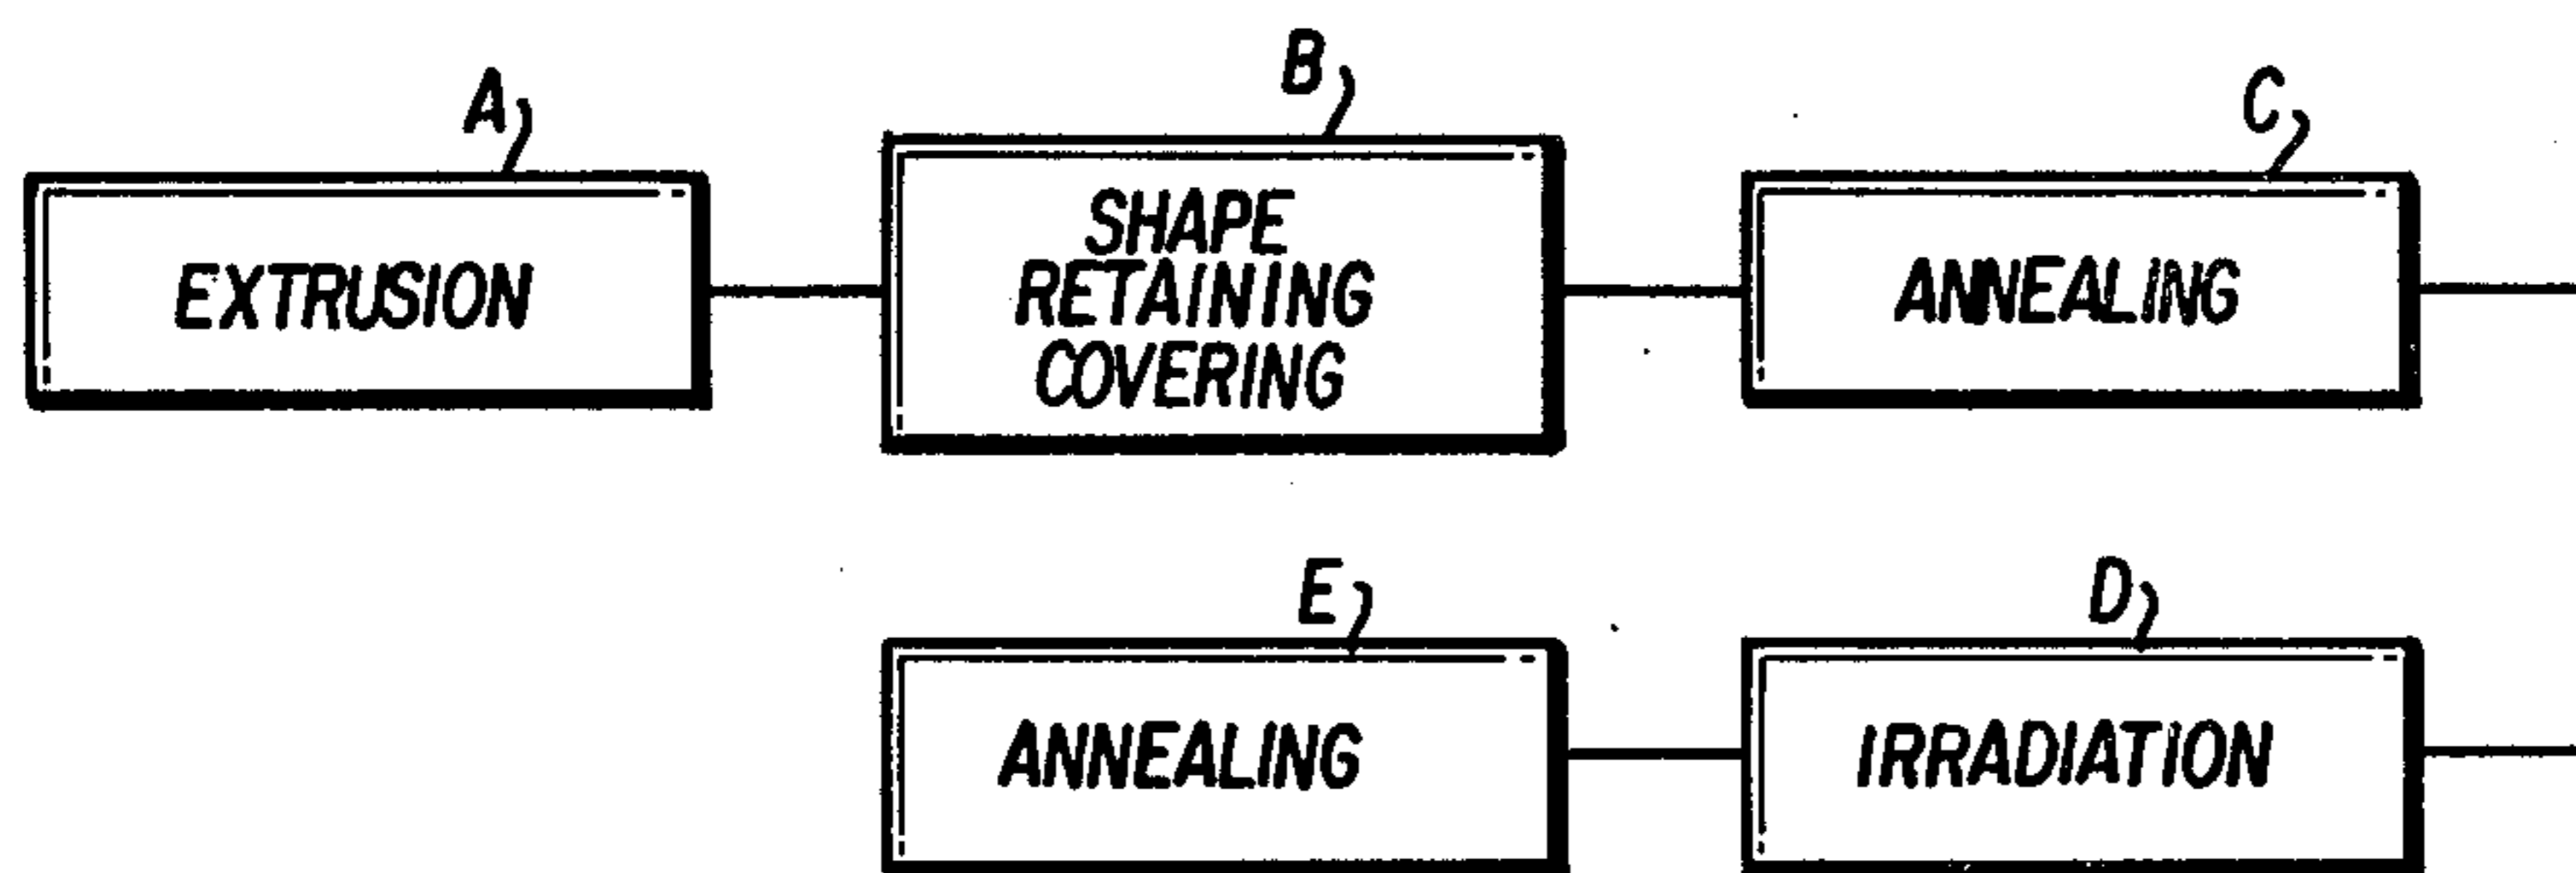 A
EXTRUSION
B
SHAPE
RETAINING
COVERING
C
ANNEALING
D
IRRADIATION
E
ANNEALING